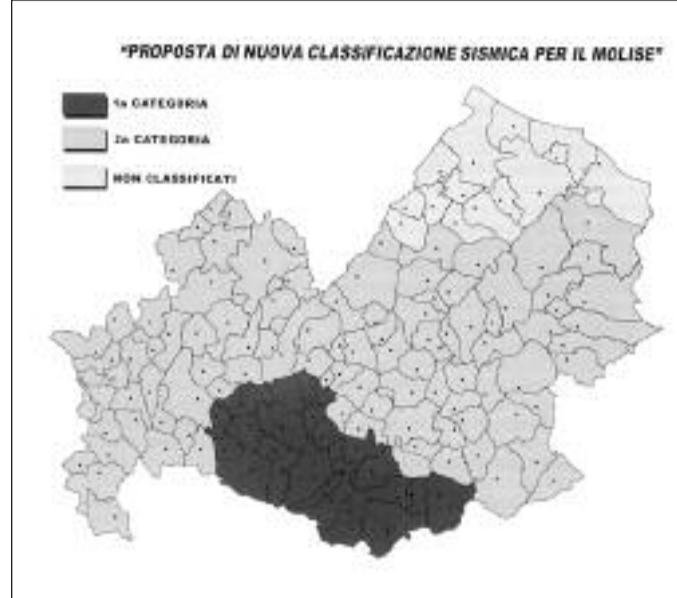 "PROPOSTA DI NUOVA CLASSIFICAZIONE SISMICA PER IL MOLISE"
1a CATEGORIA
2a CATEGORIA
NON CLASSIFICATI